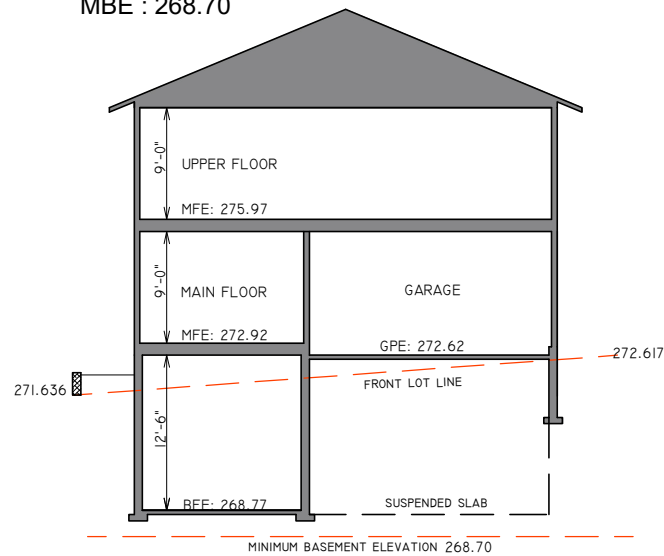 MBE : 268.70
9'-0"
UPPER FLOOR
MFE: 275.97
9'-0"
MAIN FLOOR
GARAGE
MFE: 272.92
GPE: 272.62
272.617
FRONT LOT LINE
271.636
12'-6"
BFE: 268.77
SUSPENDED SLAB
MINIMUM BASEMENT ELEVATION 268.70